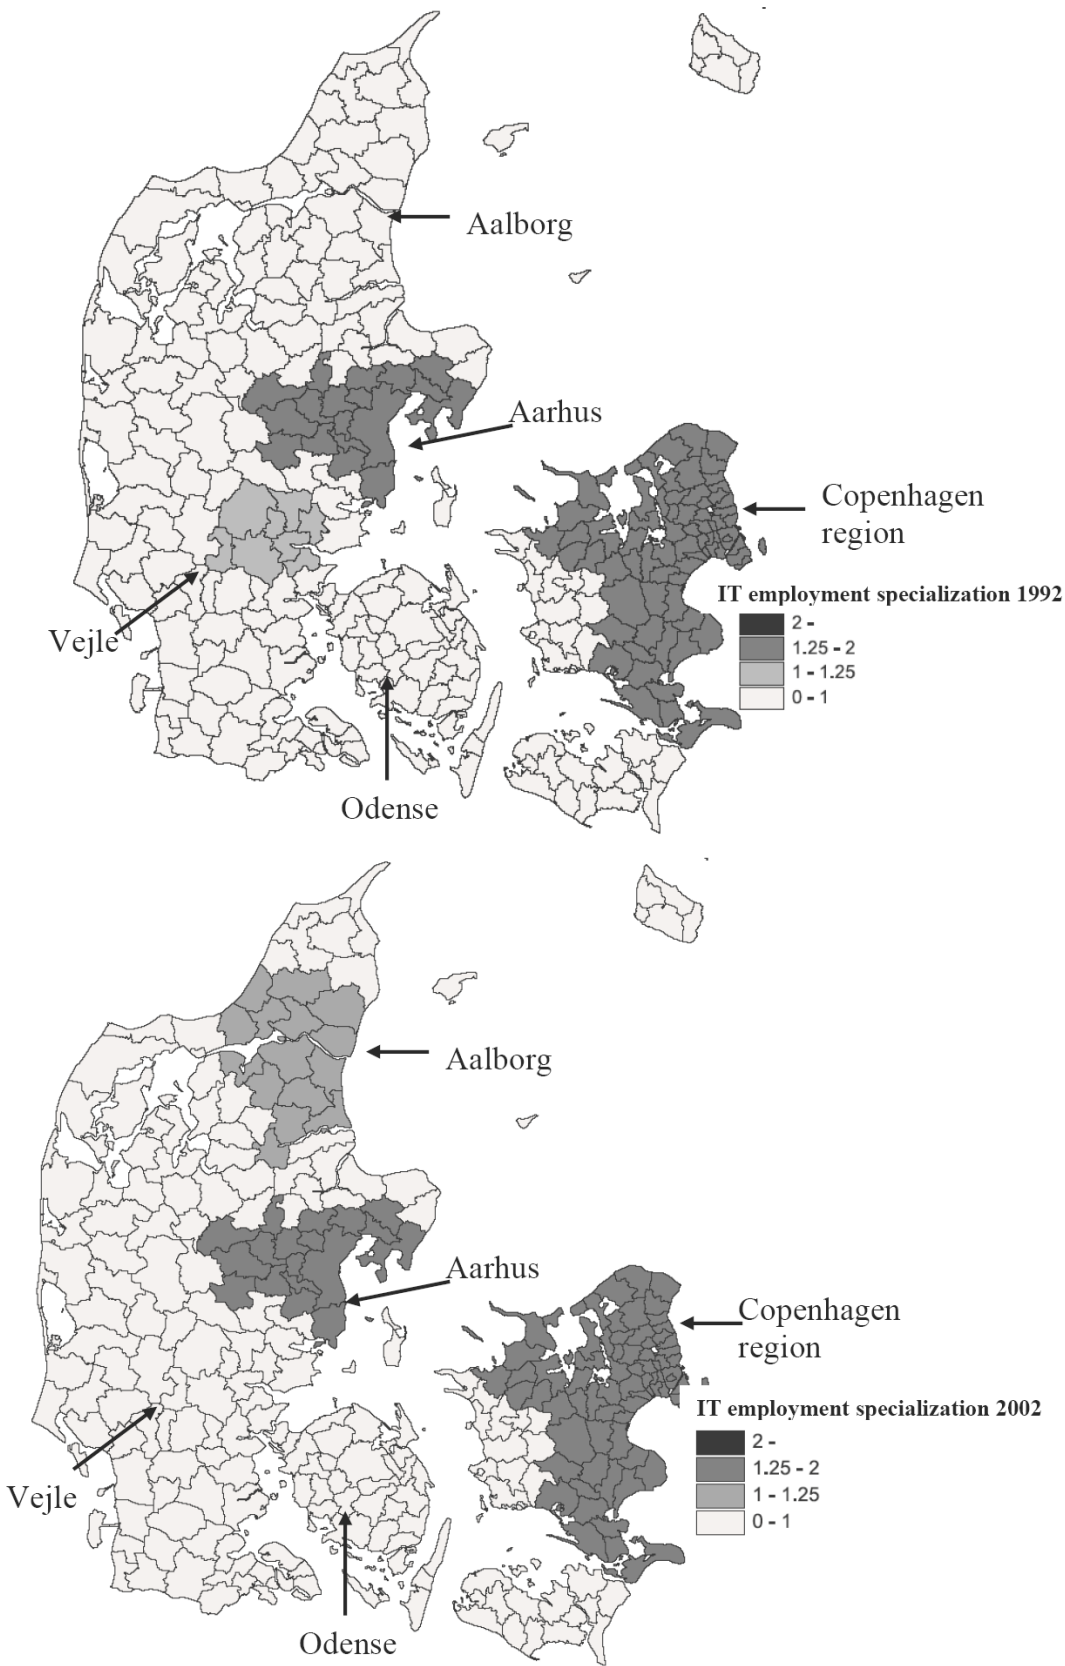 Aalborg
Aarhus
Copenhagen
region
IT employment specialization 1992
2 -
1.25 - 2
1 - 1.25
0 - 1
Vejle
Odense
Aalborg
Aarhus
Copenhagen
region
IT employment specialization 2002
2 -
1.25 - 2
1 - 1.25
0 - 1
Vejle
Odense